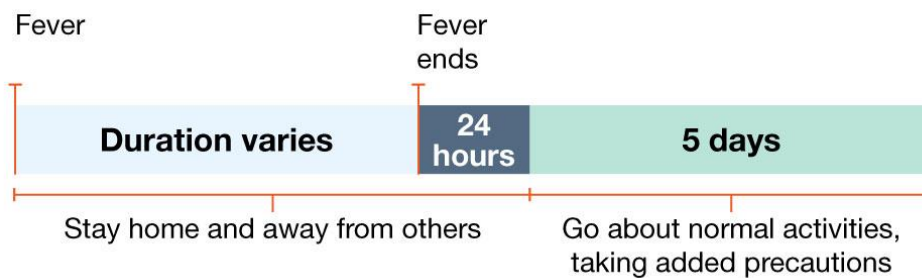 Fever
Fever
ends
Duration varies
24
hours
5 days
Stay home and away from others
Go about normal activities,
taking added precautions